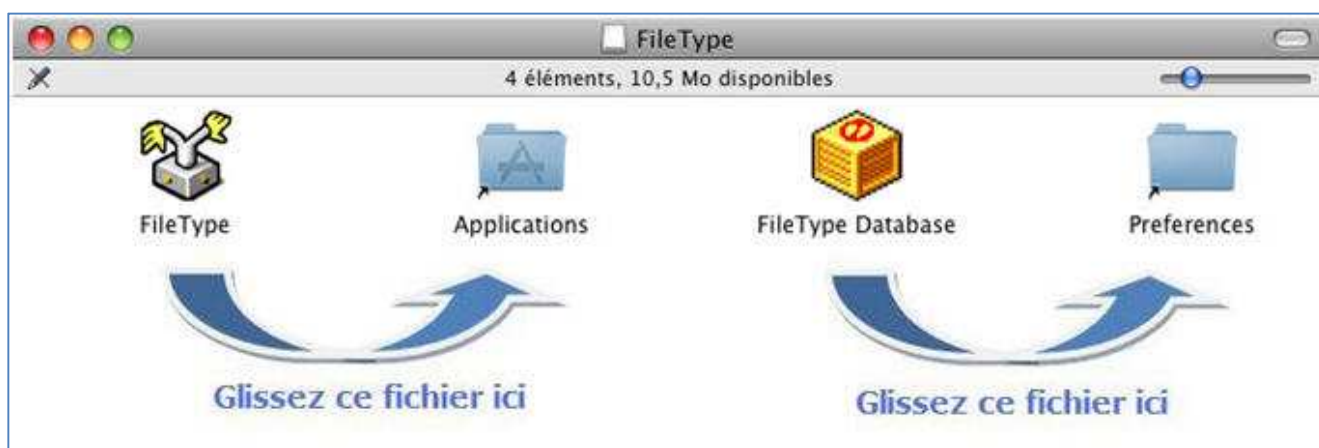 FileType
4 éléments, 10,5 Mo disponibles
FileType Applications FileType Database Preferences
Glissez ce fichier ici Glissez ce fichier ici